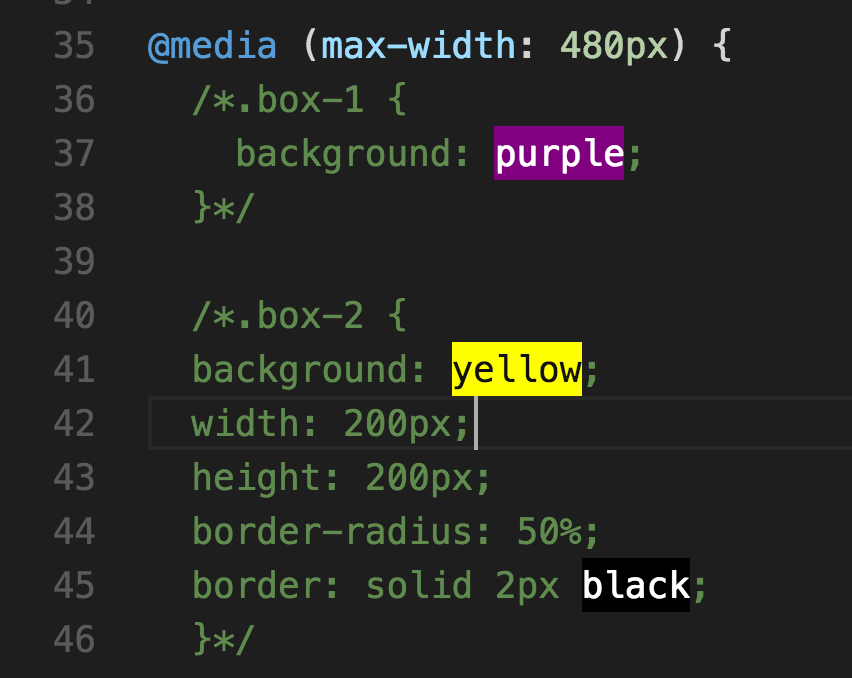 35 @media (max-width: 480px) {
36 /*.box-1 {
37 background: purple;
38 }*/
39
40 /*.box-2 {
41 background: yellow;
42 width: 200px;
43 height: 200px;
44 border-radius: 50%;
45 border: solid 2px black;
46 }*/